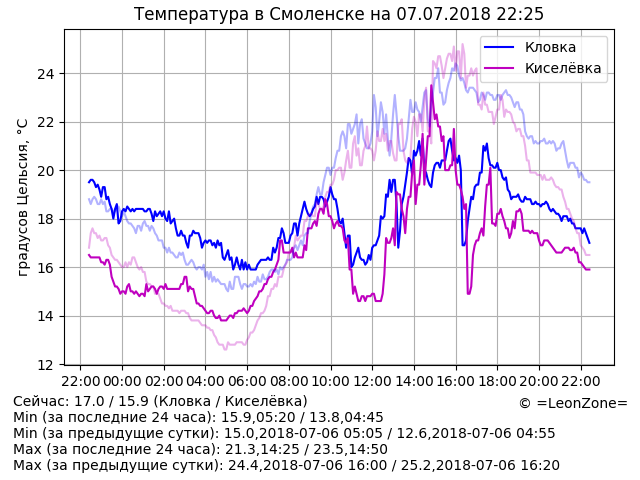 Температура в Смоленске на 07.07.2018 22:25
Кловка
Киселёвка
градусов Цельсия, °C
24
22
20
18
16
14
12
22:00 00:00 02:00 04:00 06:00 08:00 10:00 12:00 14:00 16:00 18:00 20:00 22:00
Сейчас: 17.0 / 15.9 (Кловка / Киселёвка)
© =LeonZone=
Min (за последние 24 часа): 15.9,05:20 / 13.8,04:45
Min (за предыдущие сутки): 15.0,2018-07-06 05:05 / 12.6,2018-07-06 04:55
Max (за последние 24 часа): 21.3,14:25 / 23.5,14:50
Max (за предыдущие сутки): 24.4,2018-07-06 16:00 / 25.2,2018-07-06 16:20